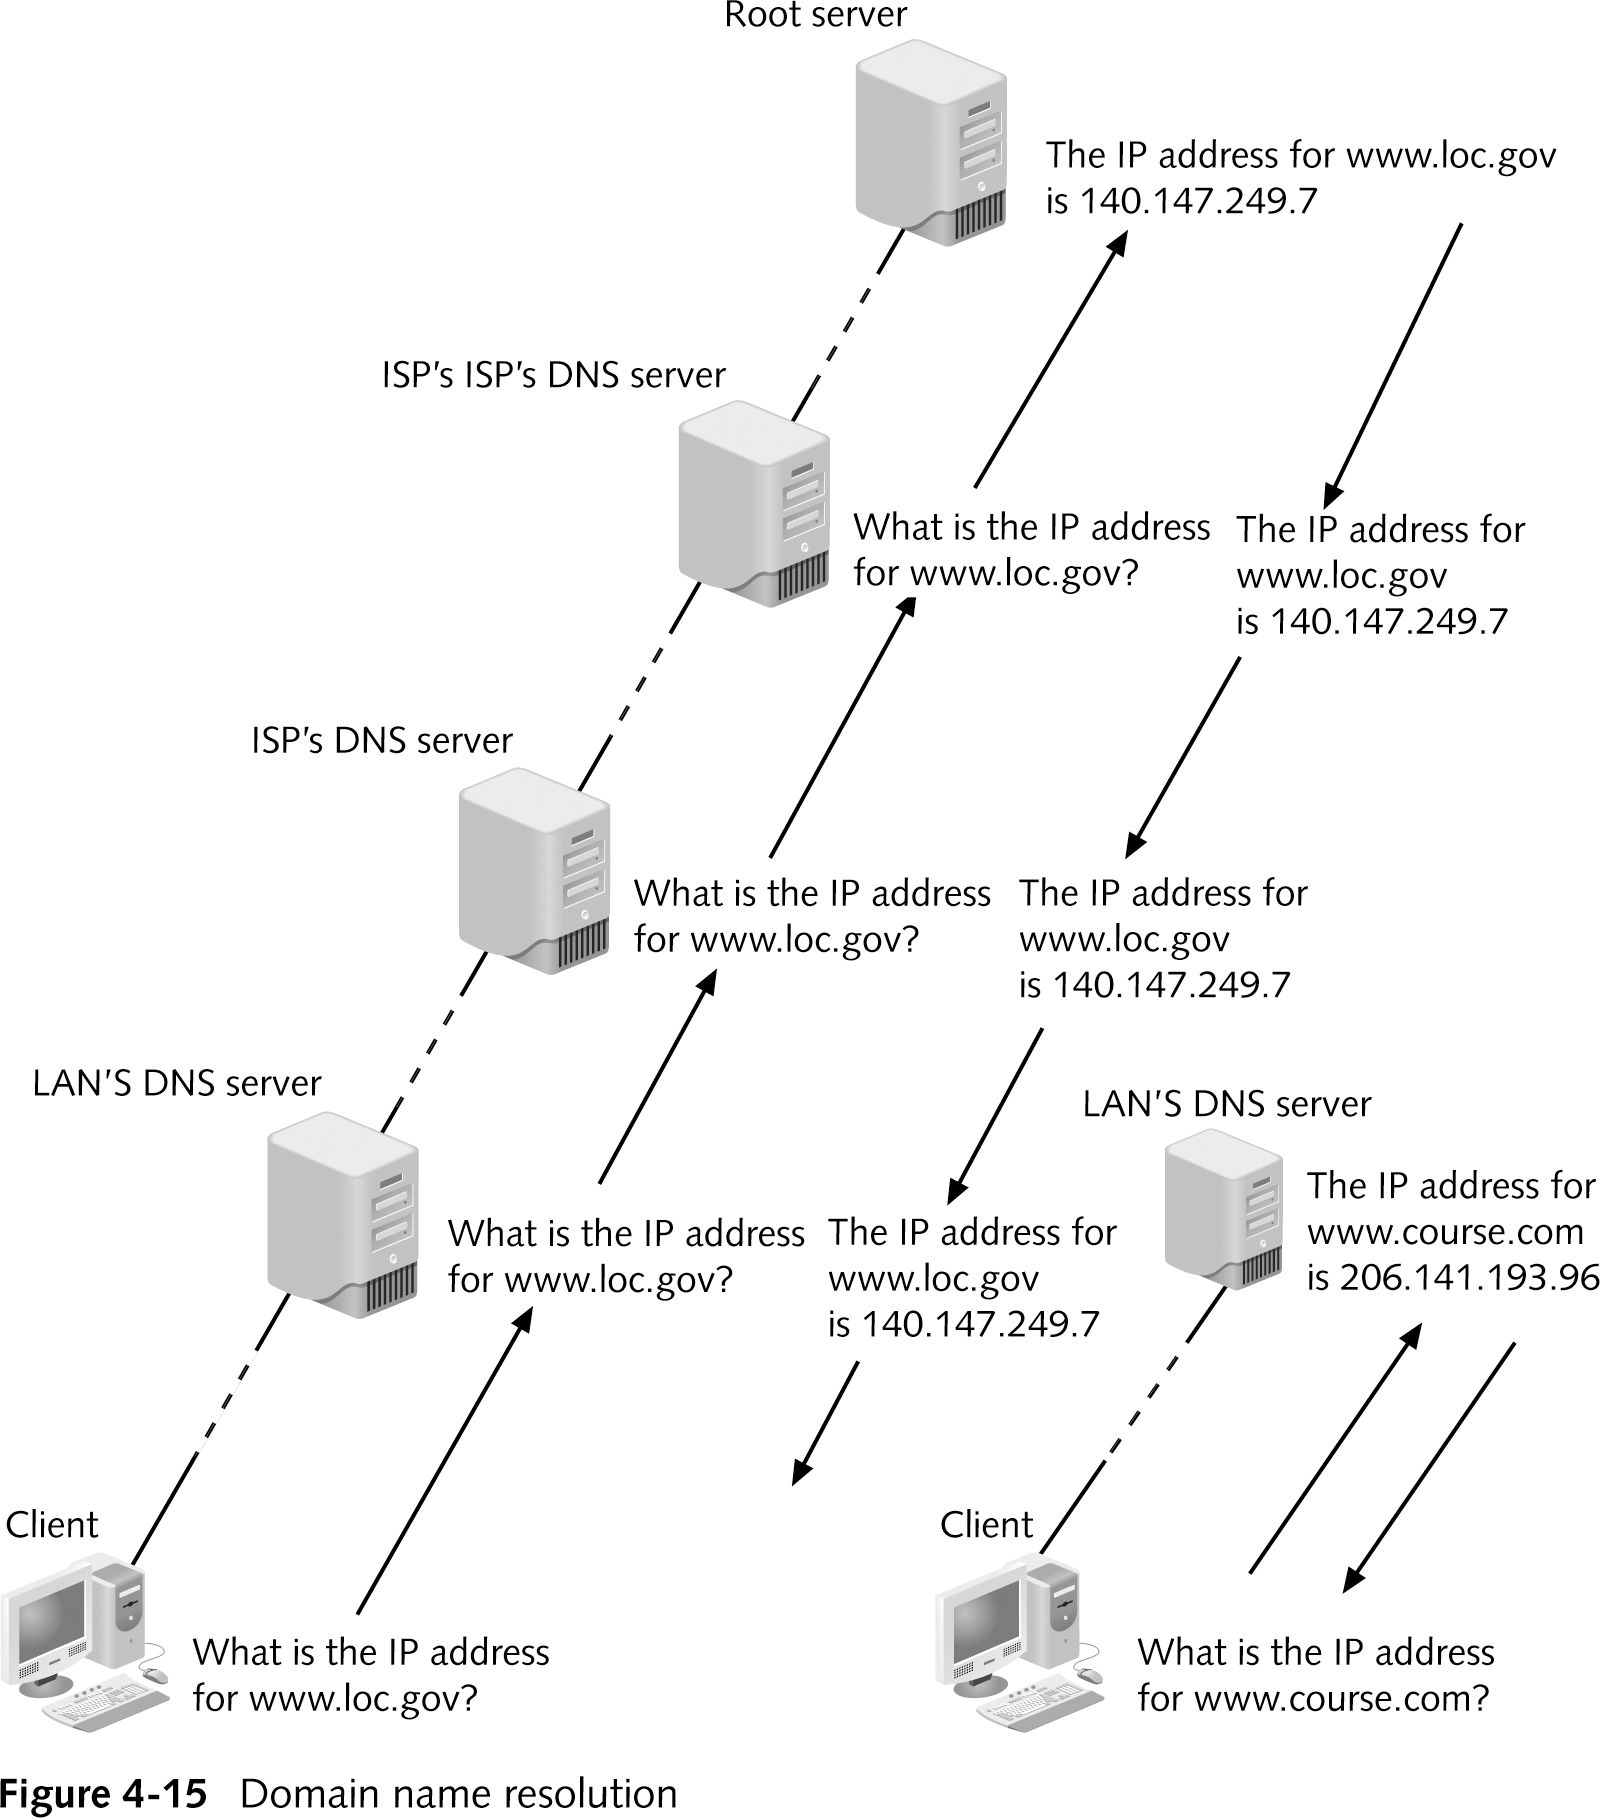 Root server
The IP address for www.loc.gov
is 140.147.249.7
ISP's ISP's DNS server
What is the IP address
for www.loc.gov?
The IP address for
www.loc.gov
is 140.147.249.7
ISP's DNS server
What is the IP address
for www.loc.gov?
The IP address for
www.loc.gov
is 140.147.249.7
LAN'S DNS server
What is the IP address
for www.loc.gov?
The IP address for
www.loc.gov
is 140.147.249.7
LAN'S DNS server
The IP address for
www.course.com
is 206.141.193.96
Client
What is the IP address
for www.loc.gov?
Client
What is the IP address
for www.course.com?
Figure 4-15 Domain name resolution